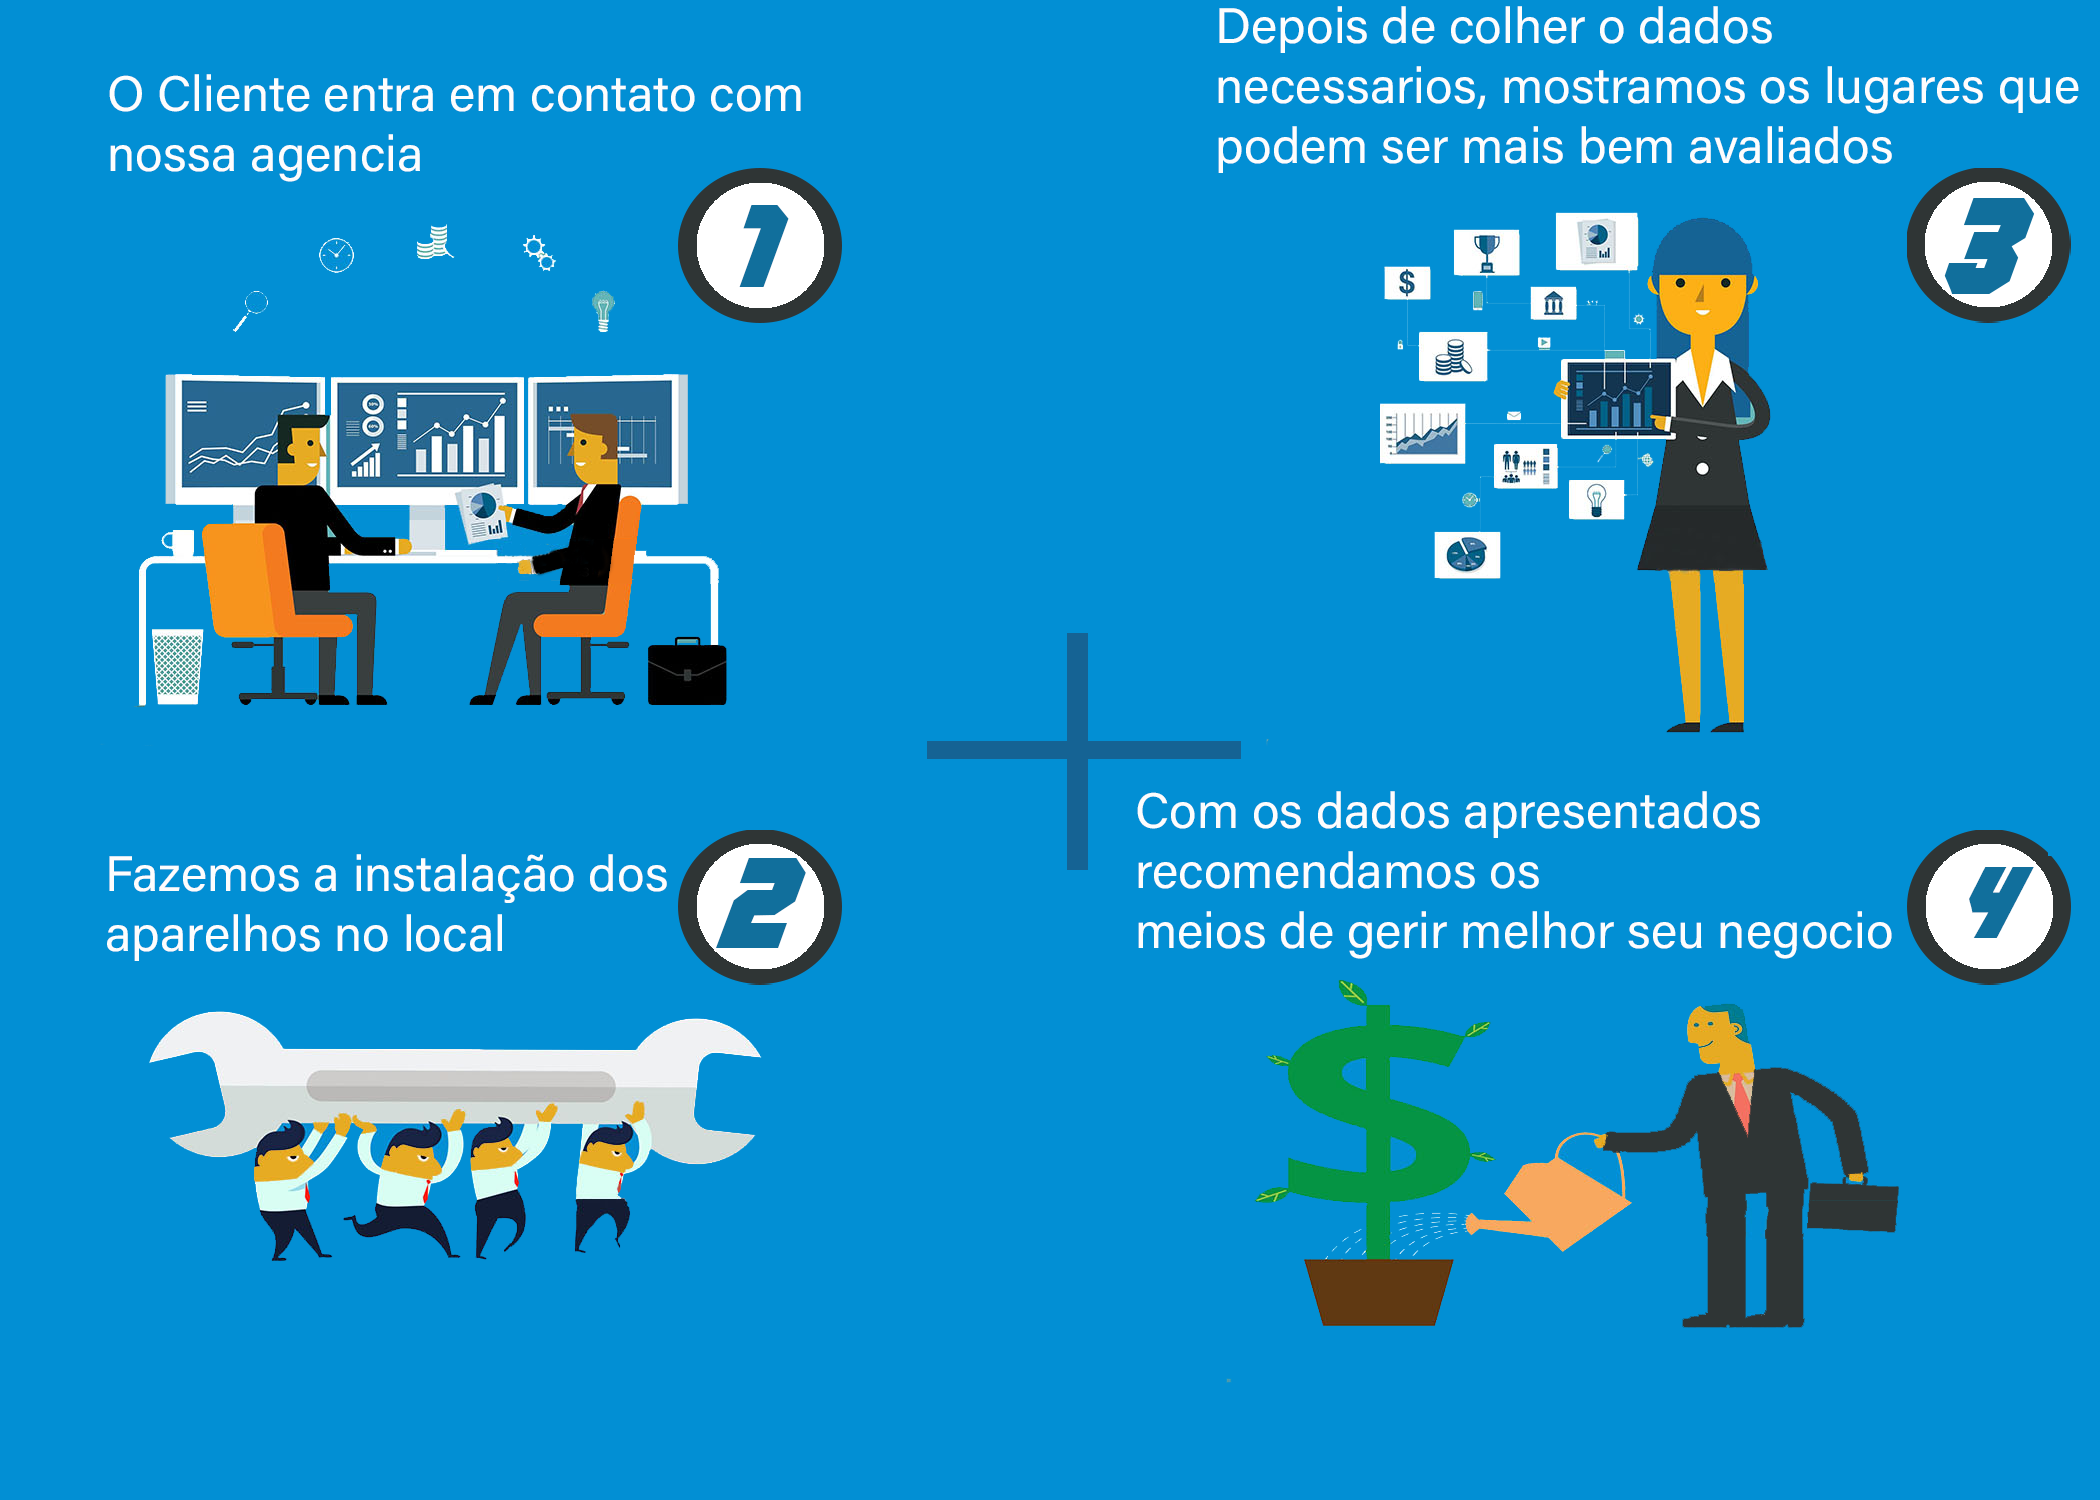 O Cliente entra em contato com
nossa agencia
1
Fazemos a instalação dos
aparelhos no local
2
Depois de colher o dados
necessarios, mostramos os lugares que
podem ser mais bem avaliados
3
$
Com os dados apresentados
recomendamos os
meios de gerir melhor seu negocio
4
$